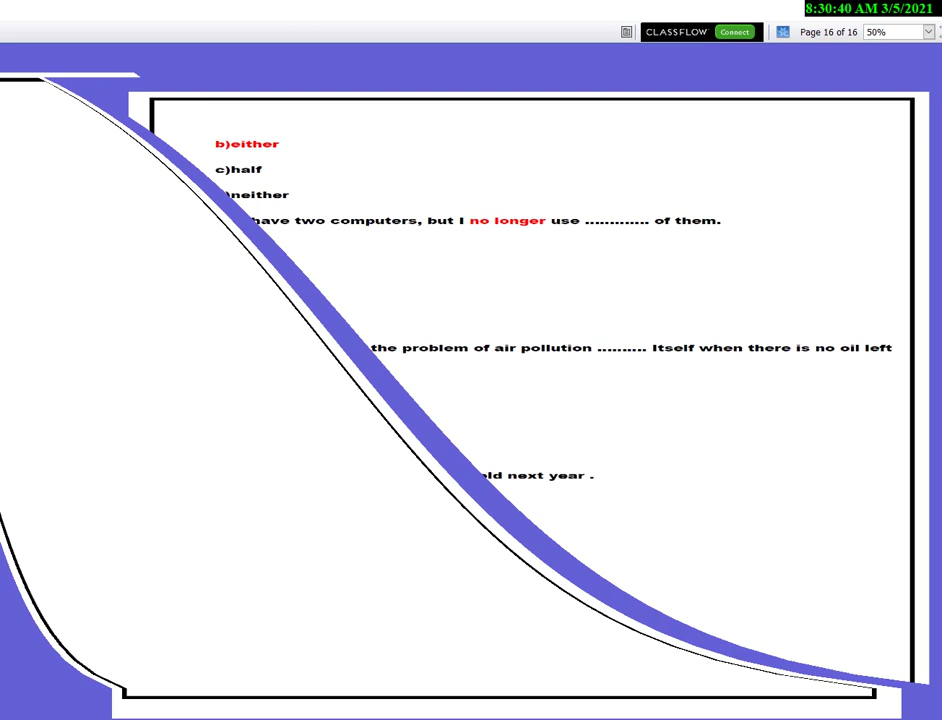 8:30:40 AM 3/5/2021
CLASSFLOW Connect Page 16 of 16 50%
b)either
c)half
)neither
have two computers, but I no longer use ............ of them.
the problem of air pollution ......... Itself when there is no oil left
old next year .